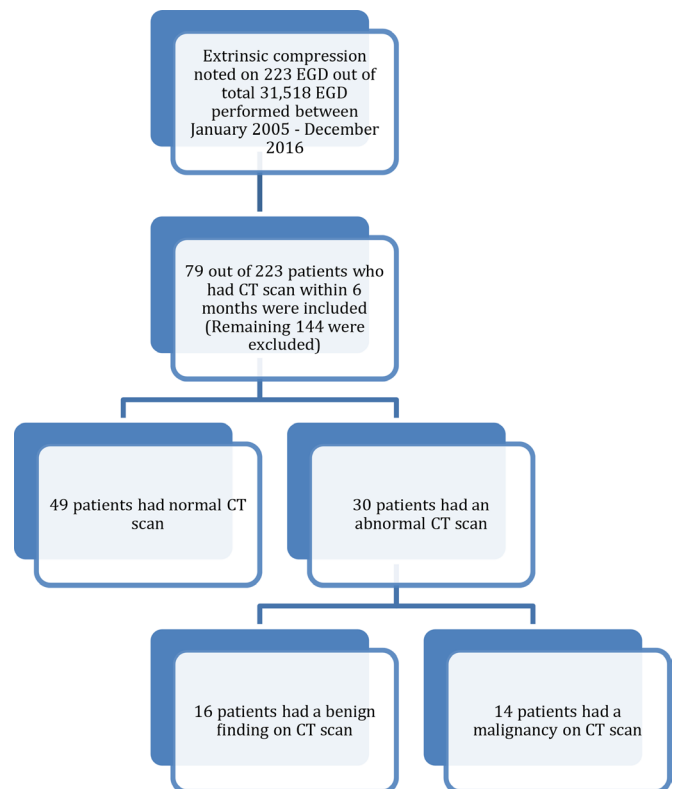 Extrinsic compression
noted on 223 EGD out of
total 31,518 EGD
performed between
January 2005 - December
2016
79 out of 223 patients who
had CT scan within 6
months were included
(Remaining 144 were
excluded)
49 patients had normal CT
scan
30 patients had an
abnormal CT scan
16 patients had a benign
finding on CT scan
14 patients had a
malignancy on CT scan